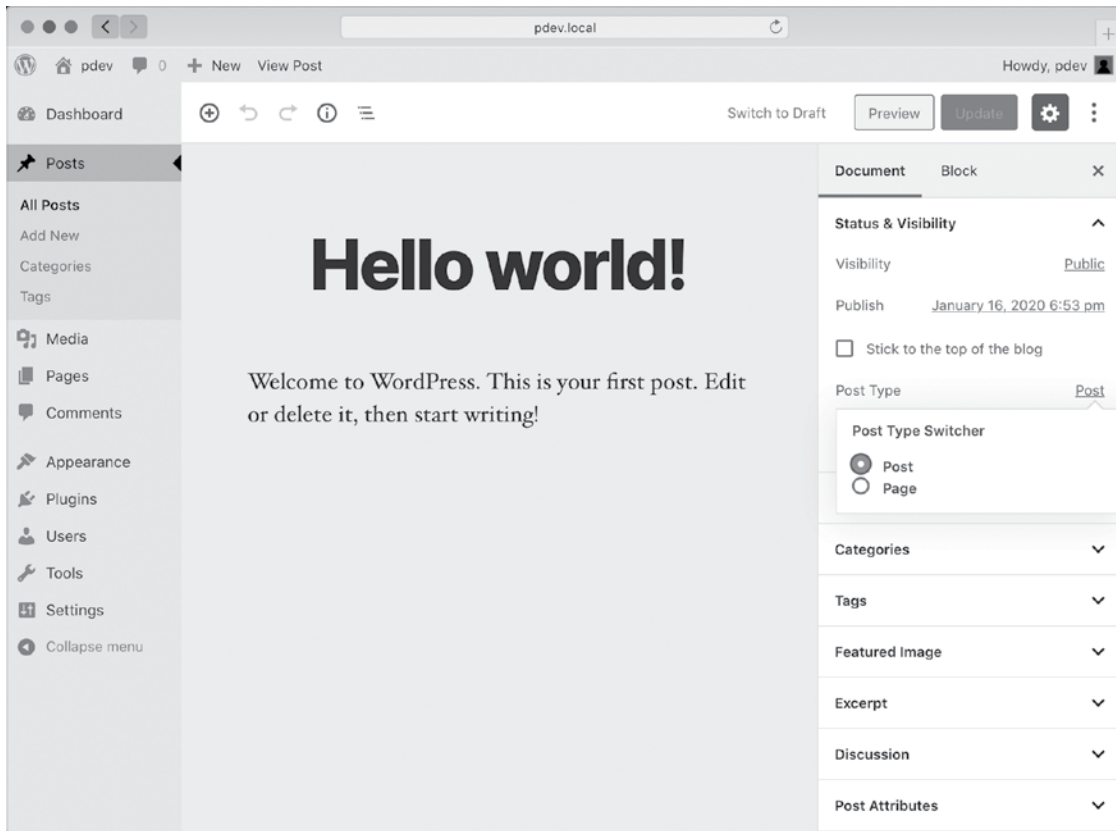 pdev.local
pdev 0 New View Post Howdy, pdev
Dashboard
Posts
All Posts
Add New
Categories
Tags
Media
Pages
Comments
Appearance
Plugins
Users
Tools
Settings
Collapse menu
Switch to Draft Preview Update
Hello world!
Welcome to WordPress. This is your first post. Edit
or delete it, then start writing!
Document Block
Status & Visibility
Visibility Public
Publish January 16, 2020 6:53 pm
Stick to the top of the blog
Post Type Post
Post Type Switcher
Post
Page
Categories
Tags
Featured Image
Excerpt
Discussion
Post Attributes